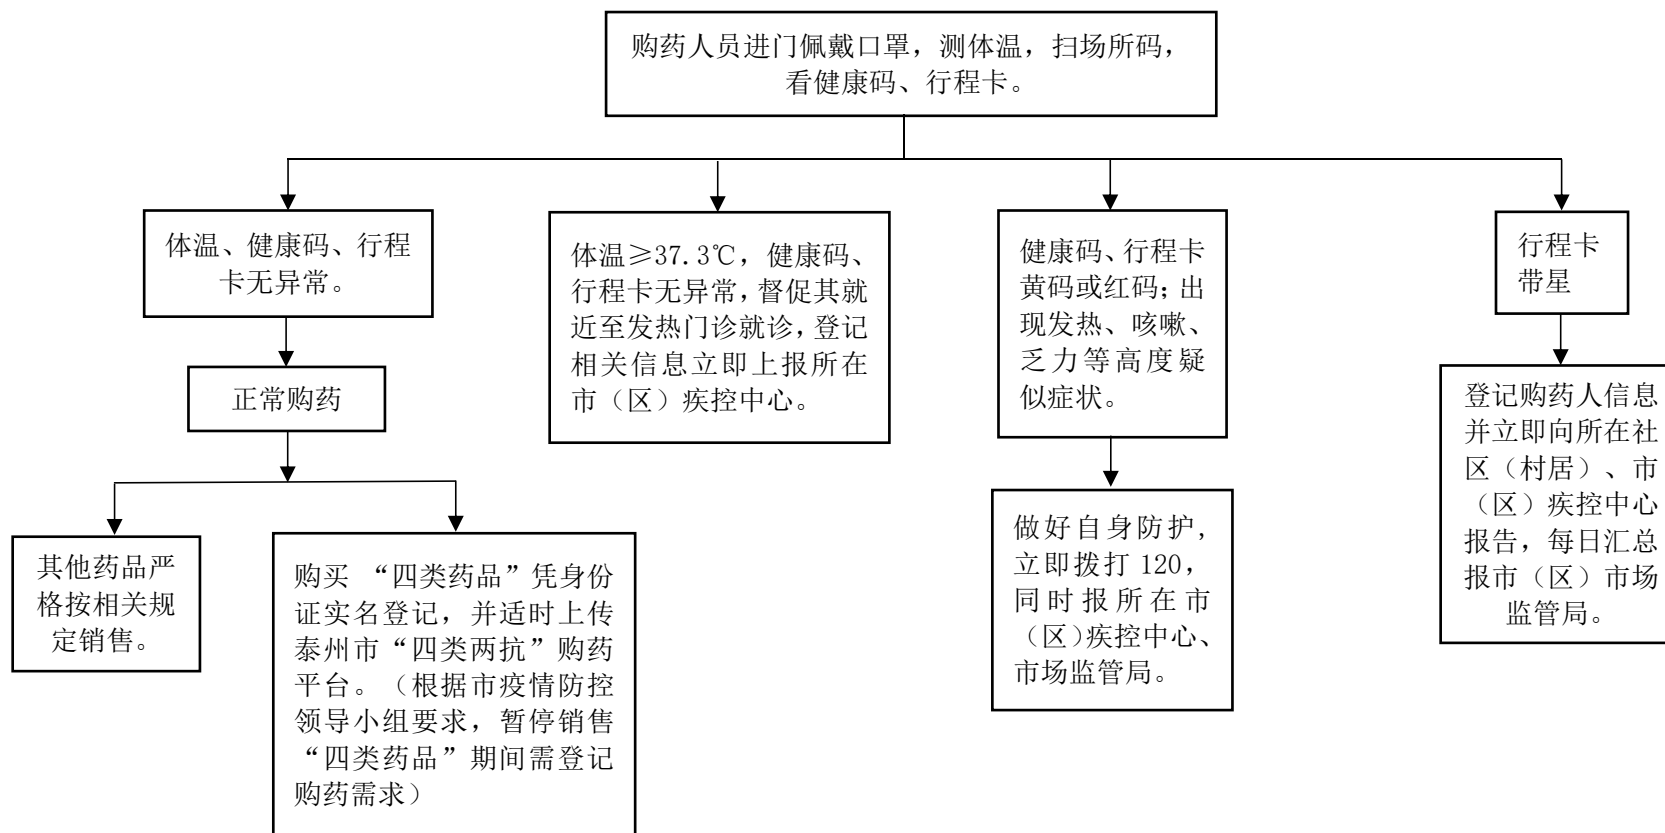 购药人员进门佩戴口罩，测体温，扫场所码，
看健康码、行程卡。
体温、健康码、行程
卡无异常。
正常购药
其他药品严
格按相关规
定销售。
购买 “四类药品”凭身份
证实名登记，并适时上传
泰州市“四类两抗”购药
平台。（根据市疫情防控
领导小组要求，暂停销售
“四类药品”期间需登记
购药需求）
体温≥37.3℃，健康码、
行程卡无异常，督促其就
近至发热门诊就诊，登记
相关信息立即上报所在
市（区）疾控中心。
健康码、行程卡
黄码或红码；出
现发热、咳嗽、
乏力等高度疑
似症状。
做好自身防护，
立即拨打 120，
同时报所在市
（区）疾控中心、
市场监管局。
行程卡
带星
登记购药人信息
并立即向所在社
区（村居）、市
（区）疾控中心
报告，每日汇总
报市（区）市场
监管局。